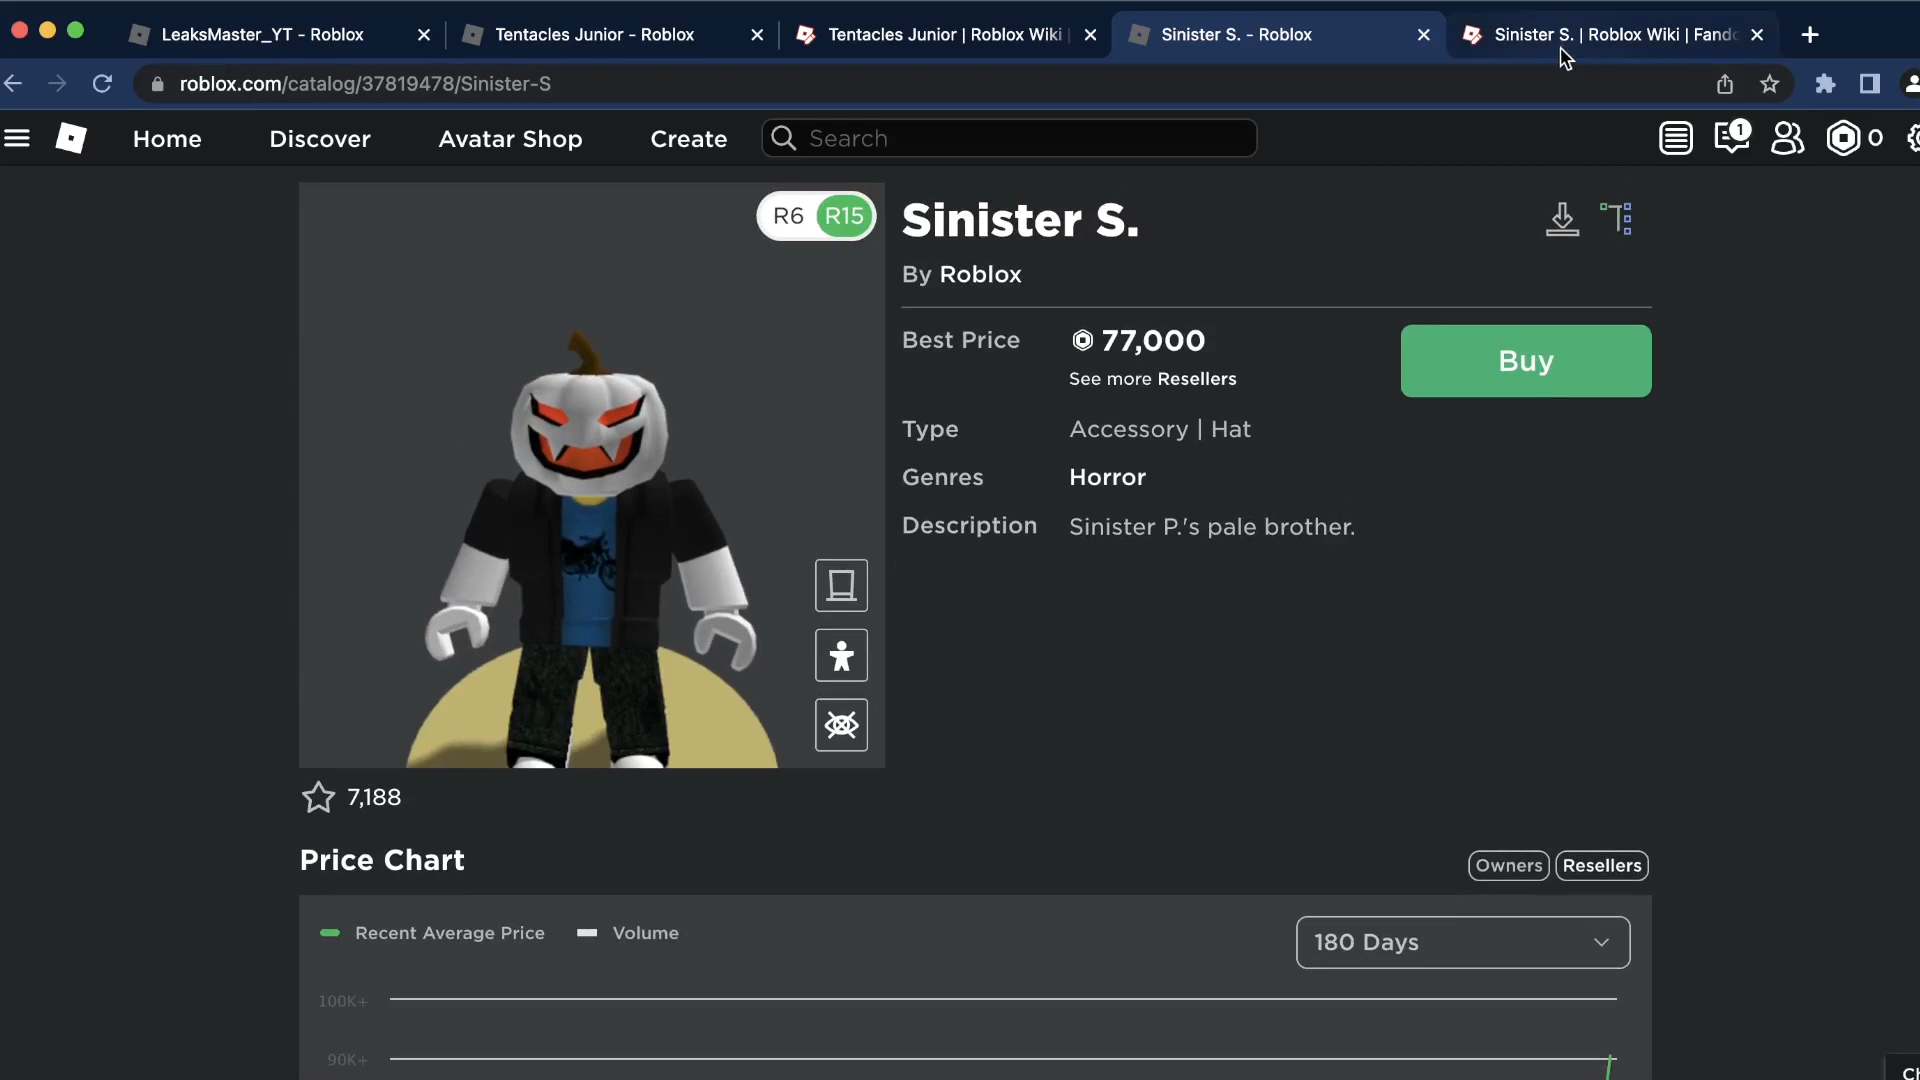 LeaksMaster_YT - Roblox
Tentacles Junior - Roblox
Tentacles Junior | Roblox Wiki |
Sinister S. - Roblox
Sinister S. | Roblox Wiki | Fando
roblox.com/catalog/37819478/Sinister-S
Home
Discover
Avatar Shop
Create
Search
1
0
R6 R15
Sinister S.
By Roblox
Best Price
77,000
See more Resellers
Buy
Type
Accessory | Hat
Genres
Horror
Description
Sinister P.'s pale brother.
7,188
Price Chart
Owners
Resellers
Recent Average Price
Volume
180 Days
100K+
90K+